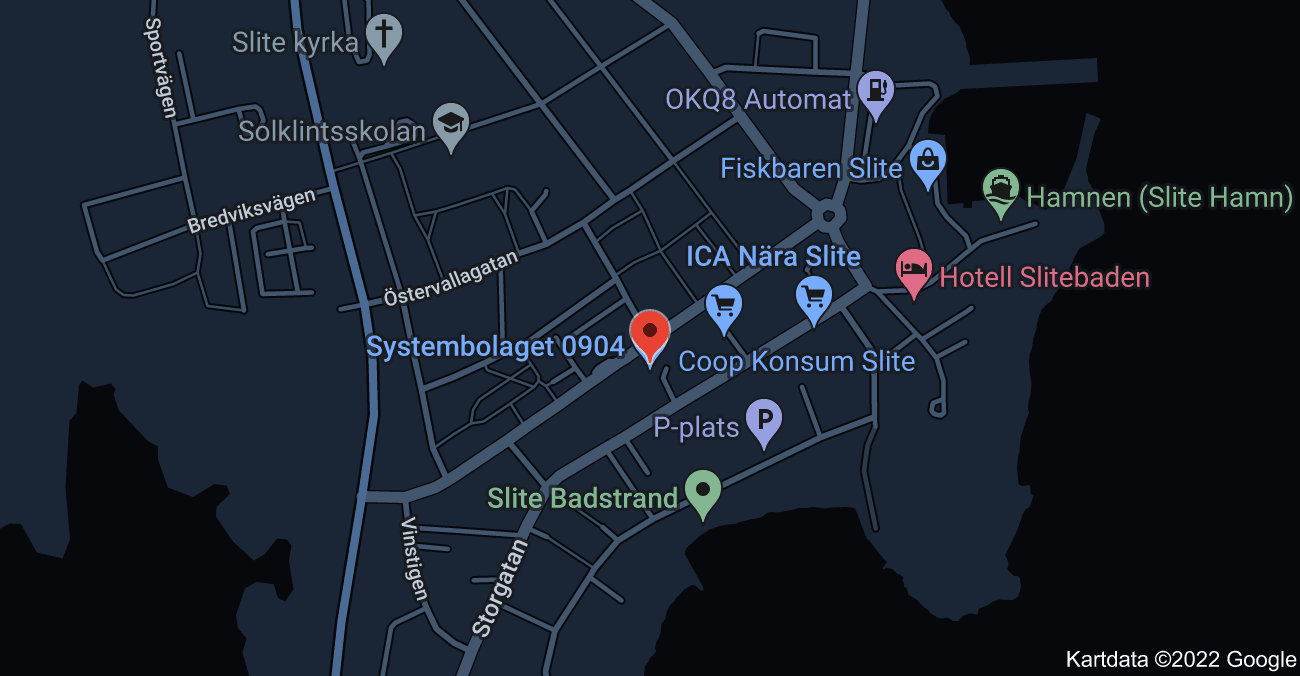 Sportvägen
Slite kyrka
OKQ8 Automat
Solklintsskolan
Fiskbaren Slite
Hamnen (Slite Hamn)
Bredviksvägen
ICA Nära Slite
Östervallagatan
Hotell Slitebaden
Systembolaget 0904
Coop Konsum Slite
P-plats
P
Slite Badstrand
Vinstigen
Storgatan
Kartdata ©2022 Google